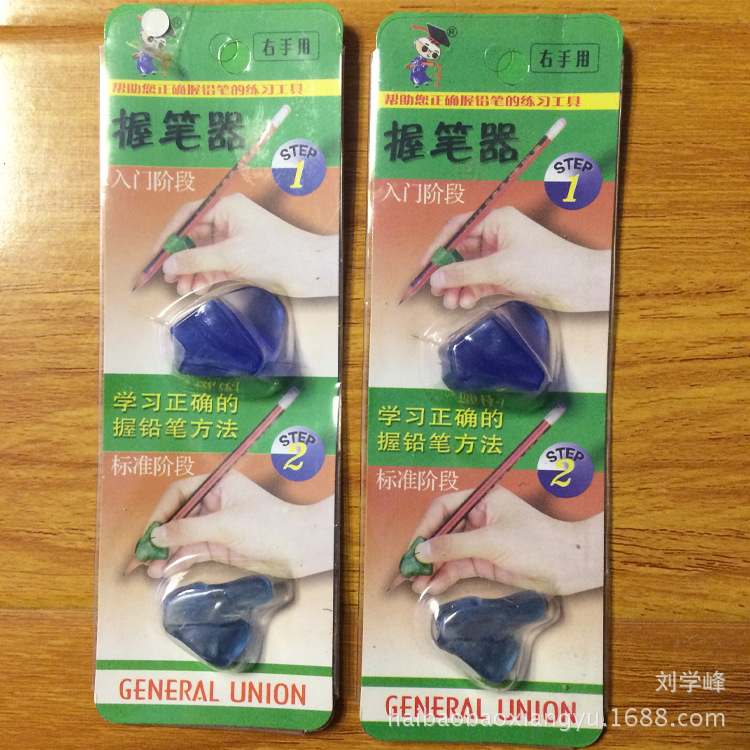 右手用
帮助您正确握铅笔的练习工具
握笔器
STEP
1
入门阶段
学习正确的
握铅笔方法
STEP
2
标准阶段
GENERAL UNION
®
右手用
帮助您正确握铅笔的练习工具
握笔器
STEP
1
入门阶段
学习正确的
握铅笔方法
STEP
2
标准阶段
GENERAL UNION
刘学峰
haibaobaoxiangyu.1688.com